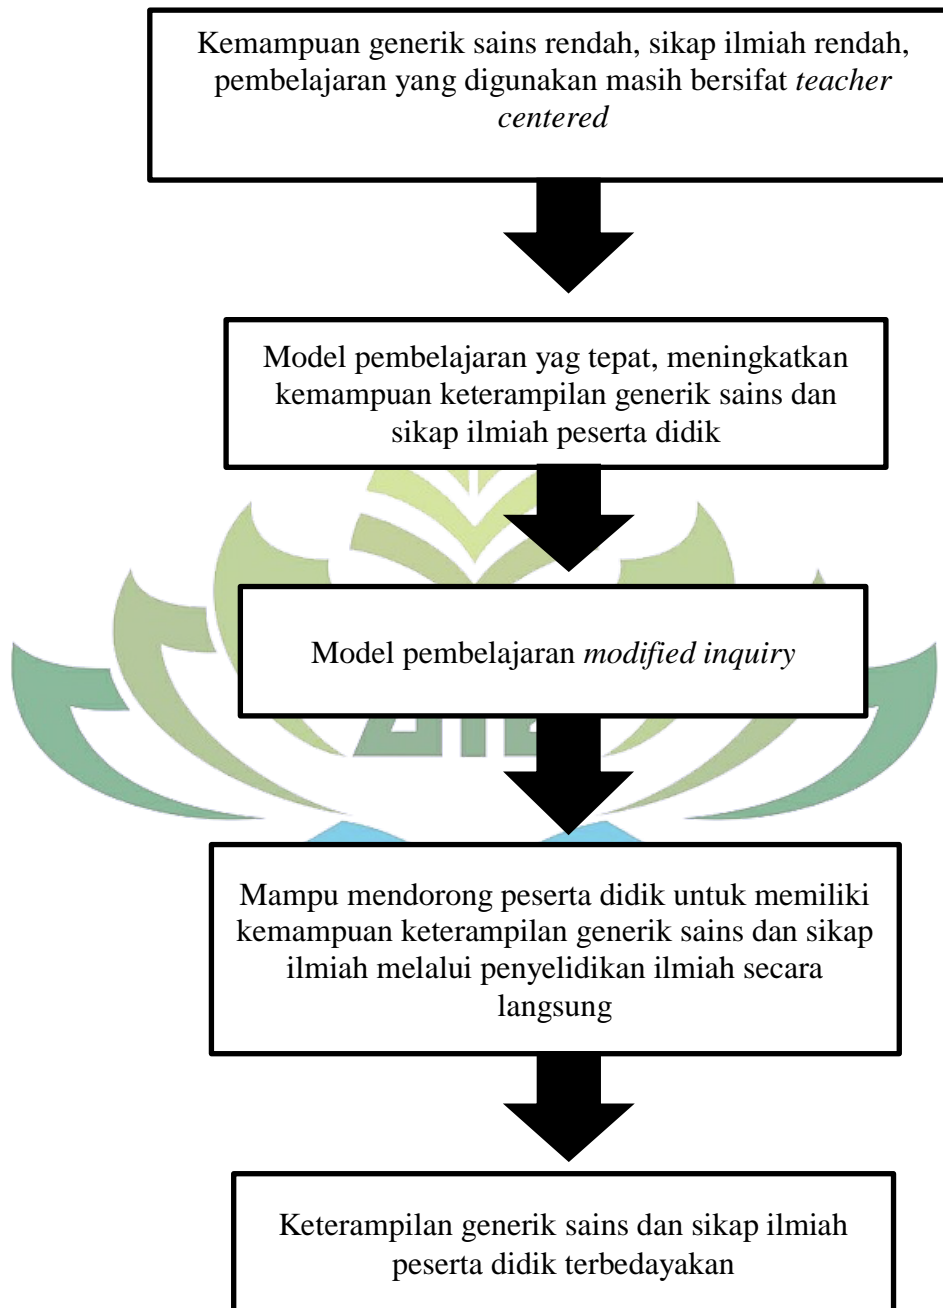 Kemampuan generik sains rendah, sikap ilmiah rendah,
pembelajaran yang digunakan masih bersifat teacher
centered
Model pembelajaran yag tepat, meningkatkan
kemampuan keterampilan generik sains dan
sikap ilmiah peserta didik
Model pembelajaran modified inquiry
Mampu mendorong peserta didik untuk memiliki
kemampuan keterampilan generik sains dan sikap
ilmiah melalui penyelidikan ilmiah secara
langsung
Keterampilan generik sains dan sikap ilmiah
peserta didik terbedayakan